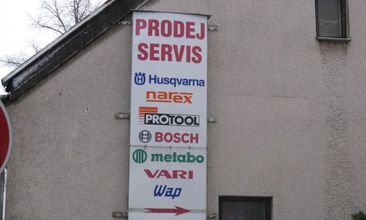 PRODEJ
SERVIS
Husqvarna
narex
PROTOOL
BOSCH
metabo
VARI
Wap